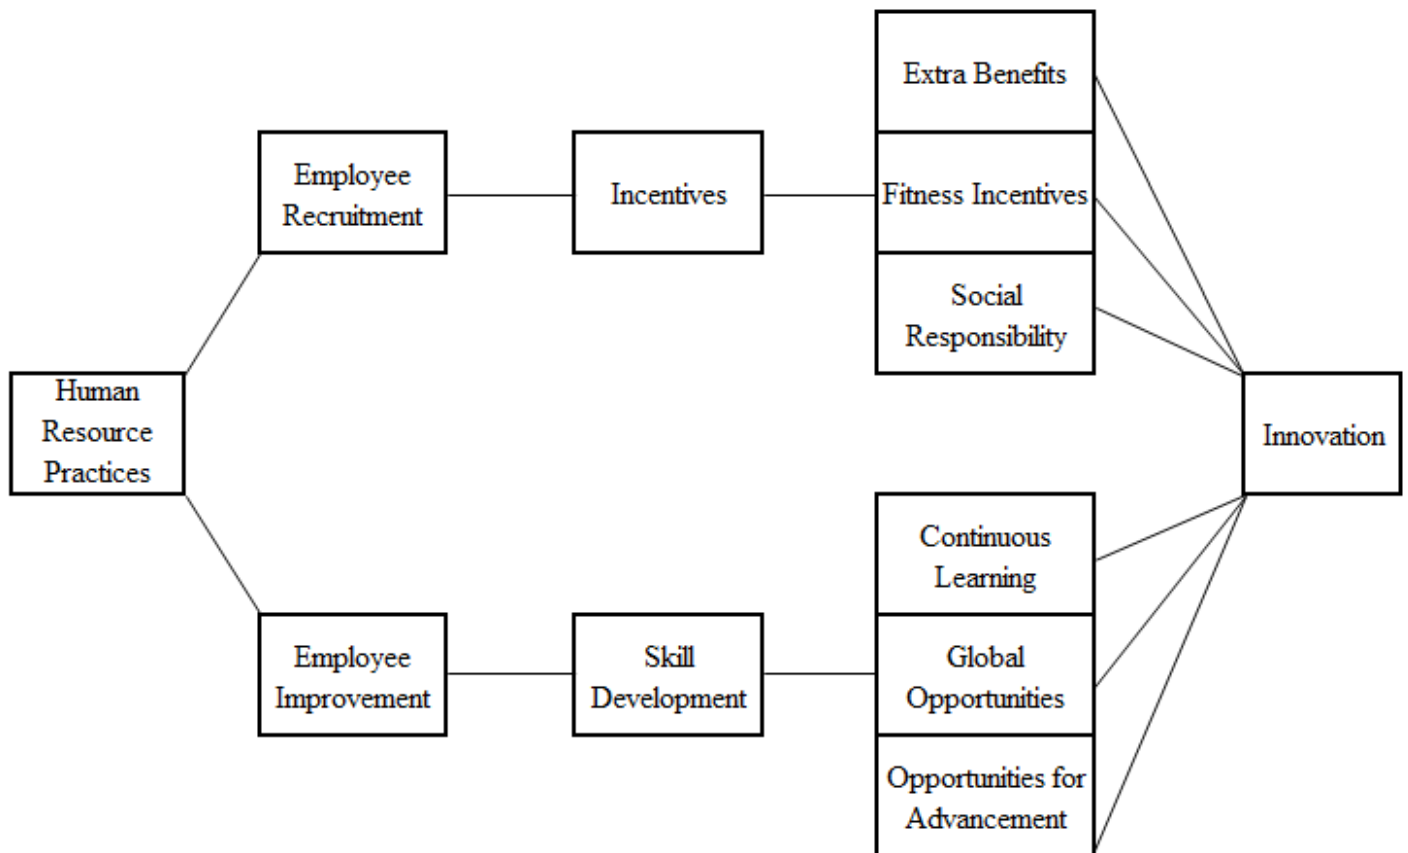 Extra Benefits
Employee
Recruitment
Incentives
Fitness Incentives
Social
Responsibility
Human
Resource
Practices
Innovation
Continuous
Learning
Employee
Improvement
Skill
Development
Global
Opportunities
Opportunities for
Advancement